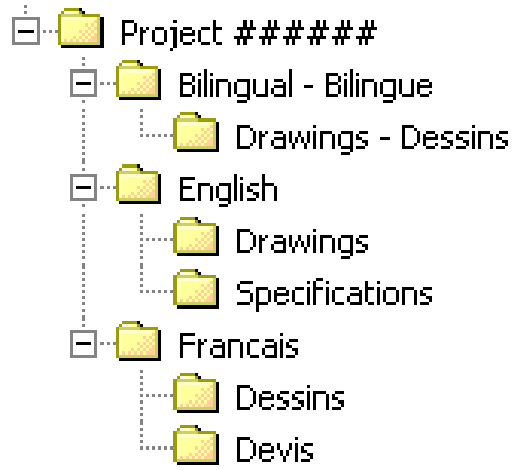 Project ######
Bilingual - Bilingue
Drawings - Dessins
English
Drawings
Specifications
Francais
Dessins
Devis